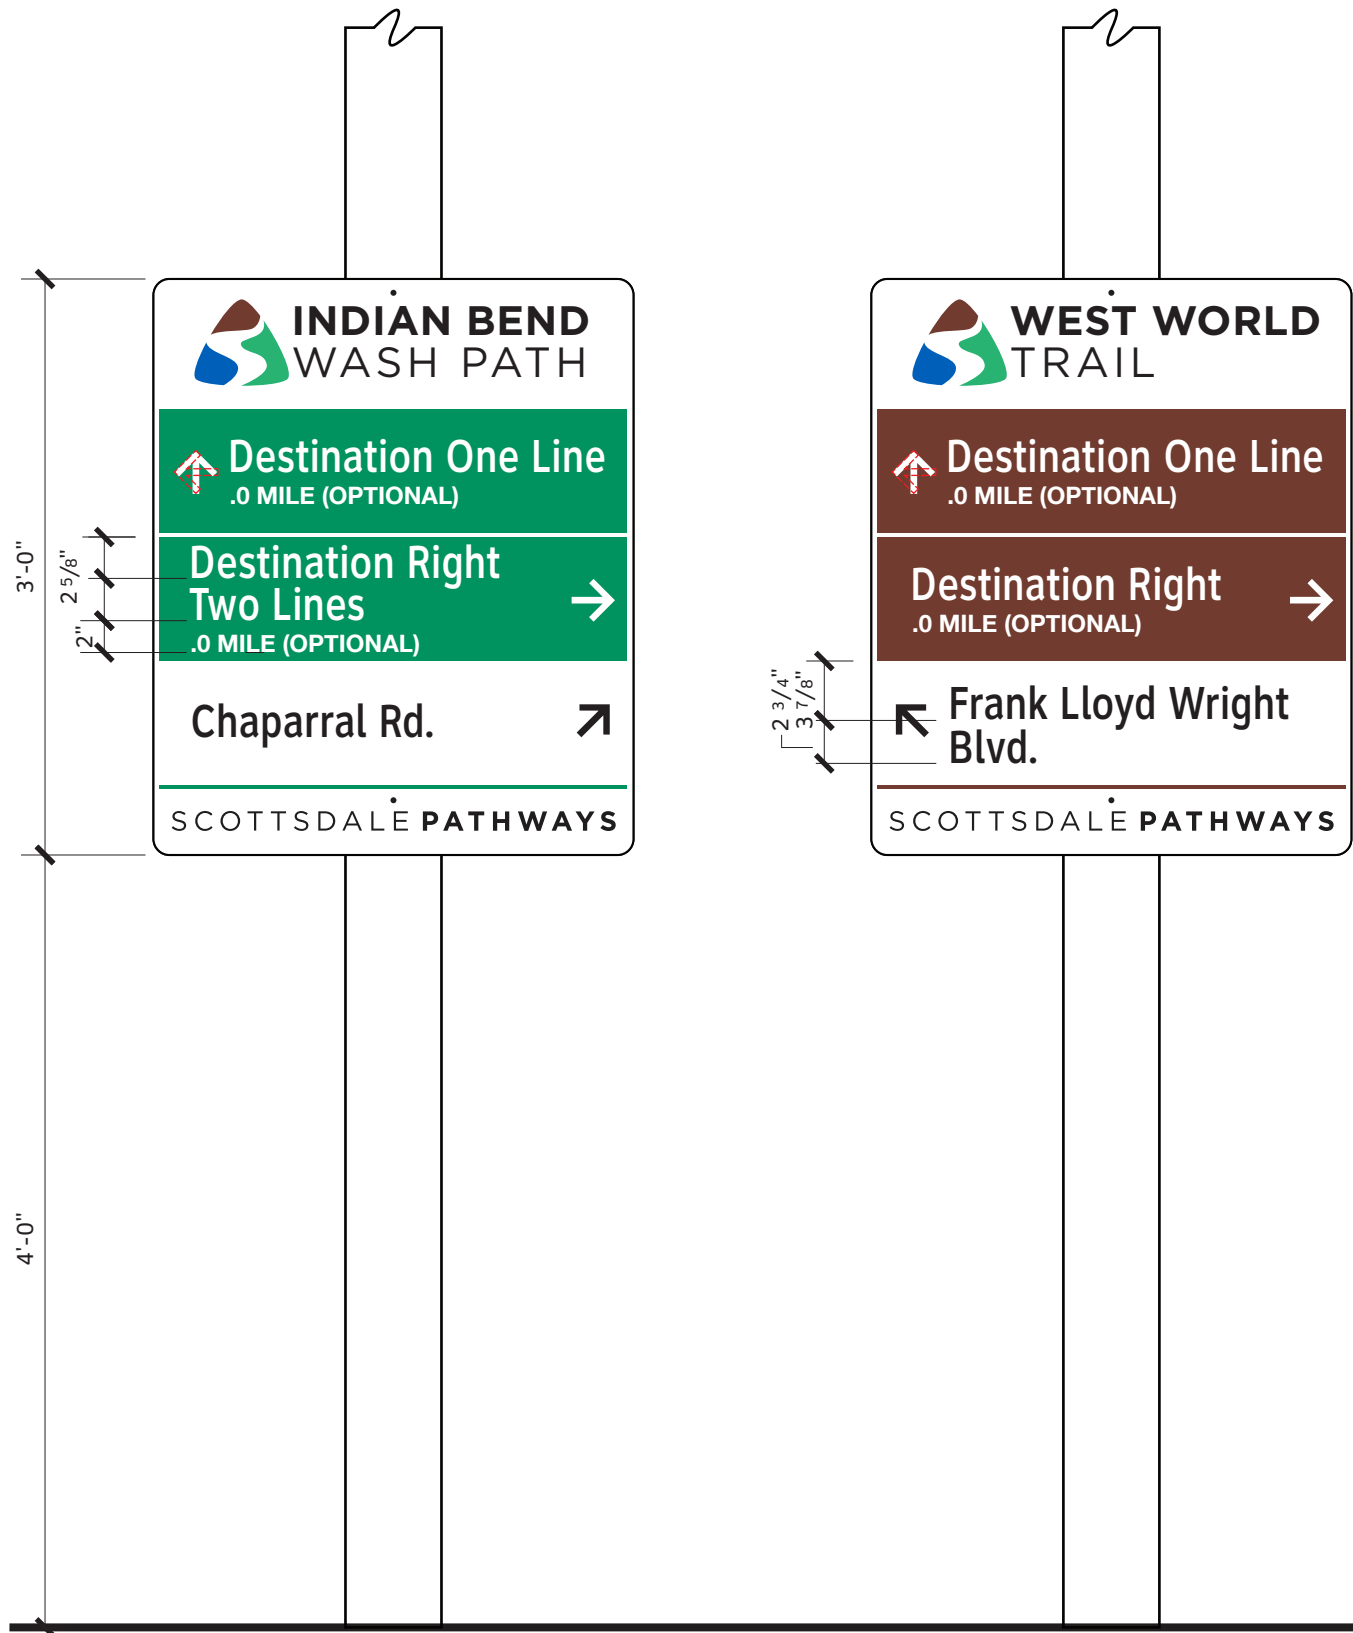 INDIAN BEND
WASH PATH
Destination One Line
.0 MILE (OPTIONAL)
Destination Right
Two Lines
.0 MILE (OPTIONAL)
Chaparral Rd.
SCOTTSDALE PATHWAYS
3'-0"
2 5/8"
2"
4'-0"
WEST WORLD
TRAIL
Destination One Line
.0 MILE (OPTIONAL)
Destination Right
.0 MILE (OPTIONAL)
Frank Lloyd Wright
Blvd.
SCOTTSDALE PATHWAYS
2 3/4"
3 7/8"